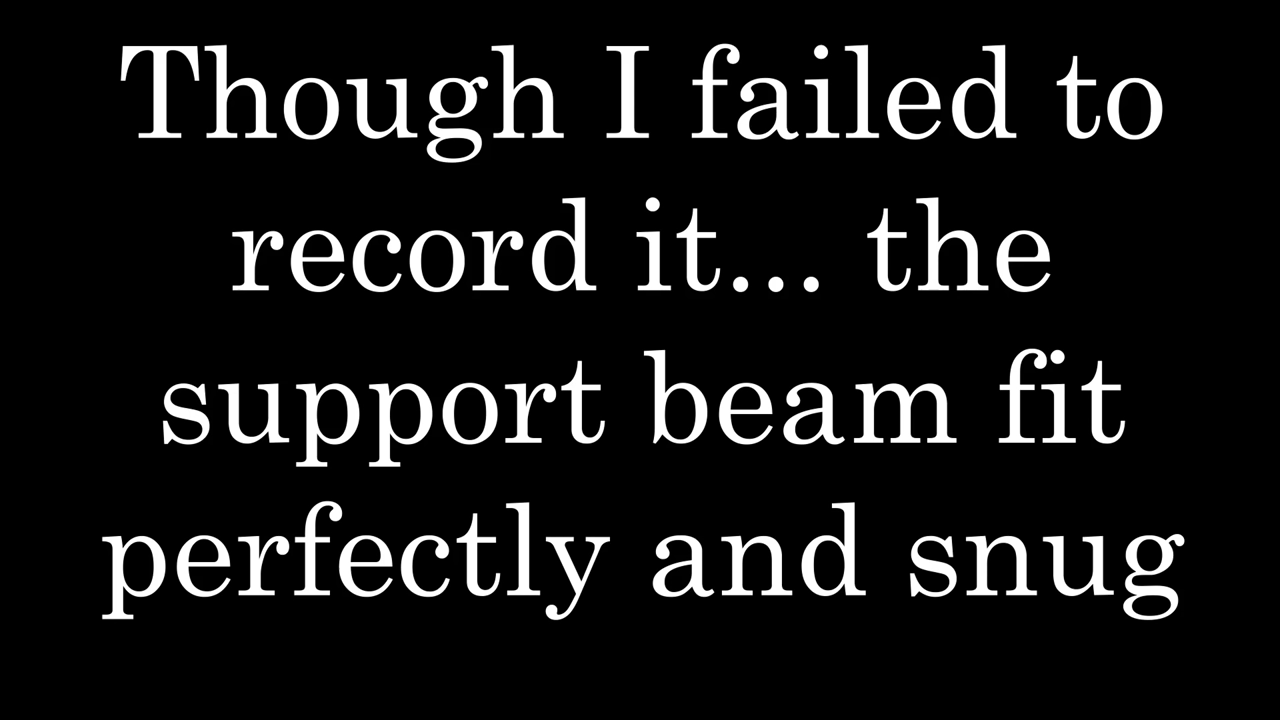 Though I failed to
record it... the
support beam fit
perfectly and snug